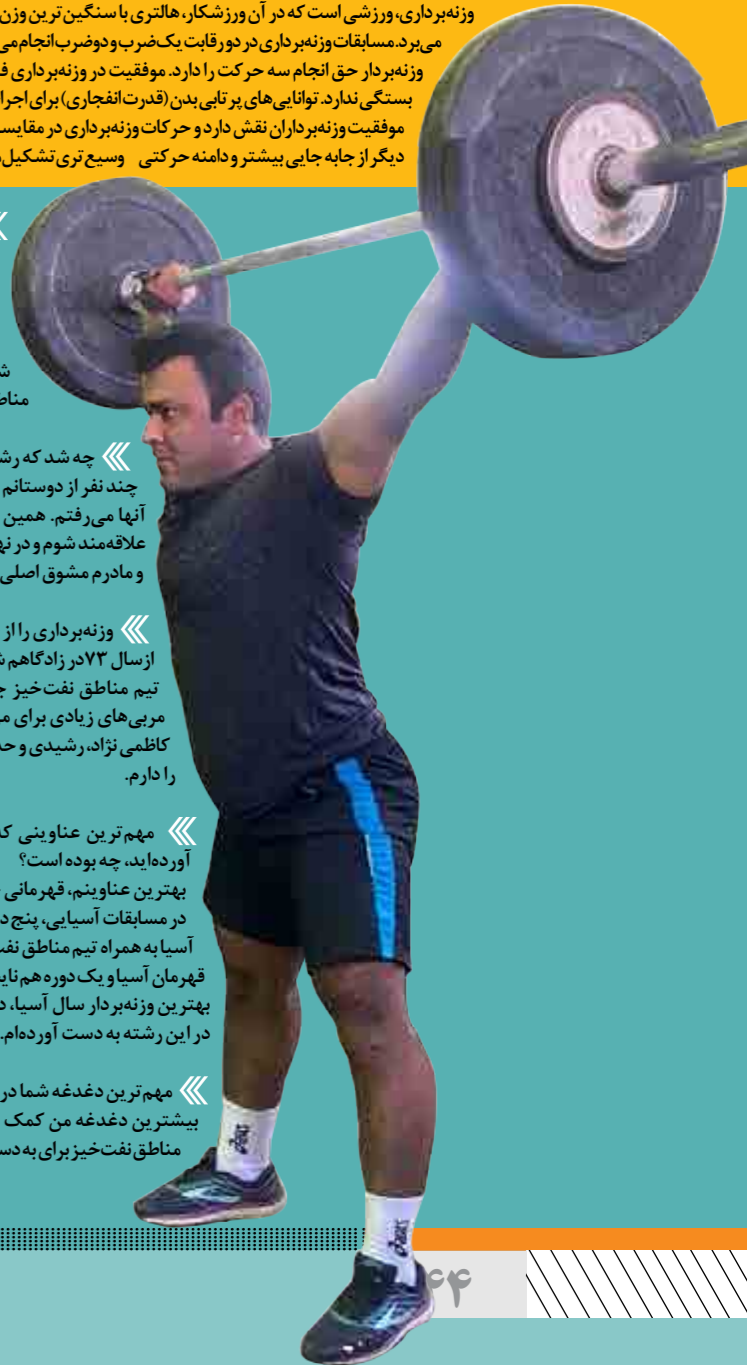 وزنه‌برداری، ورزشی است که در آن ورزشکار، هالتری با سنگین ترین وزن
می‌برد. مسابقات وزنه‌برداری در دو رقابت یک ضرب و دوضرب انجام می
وزنه‌بردار حق انجام سه حرکت را دارد. موفقیت در وزنه‌برداری
بستگی ندارد. توانایی‌های پرتابی بدن (قدرت انفجاری) برای اجرا
موفقیت وزنه‌برداران نقش دارد و حرکات وزنه‌برداری در
دیگر از جابه جایی بیشتر و دامنه حرکتی وسیع تری تشکیل
چه شد که
چند نفر از دوستانم
آنها می‌رفتم. همین
علاقه‌مند شوم و در
و مادرم مشوق اصلی
وزنه‌برداری را از
از سال ۷۳ در زادگاهم
تیم مناطق نفت‌خیز
مربی‌های زیادی برای
کاظمی نژاد، رشیدی و
را دارم.
مهم‌ترین عناوینی که
آورده‌اید، چه بوده است؟
بهترین عناوینم، قهرمانی
در مسابقات آسیایی، پنج
آسیا به همراه تیم مناطق
قهرمان آسیا و یک دوره هم
بهترین وزنه‌بردار سال آسیا،
در این رشته به دست آورده‌ام.
مهم‌ترین دغدغه شما در
بیشترین دغدغه من کمک
مناطق نفت‌خیز برای به
asics
asics
۶۴